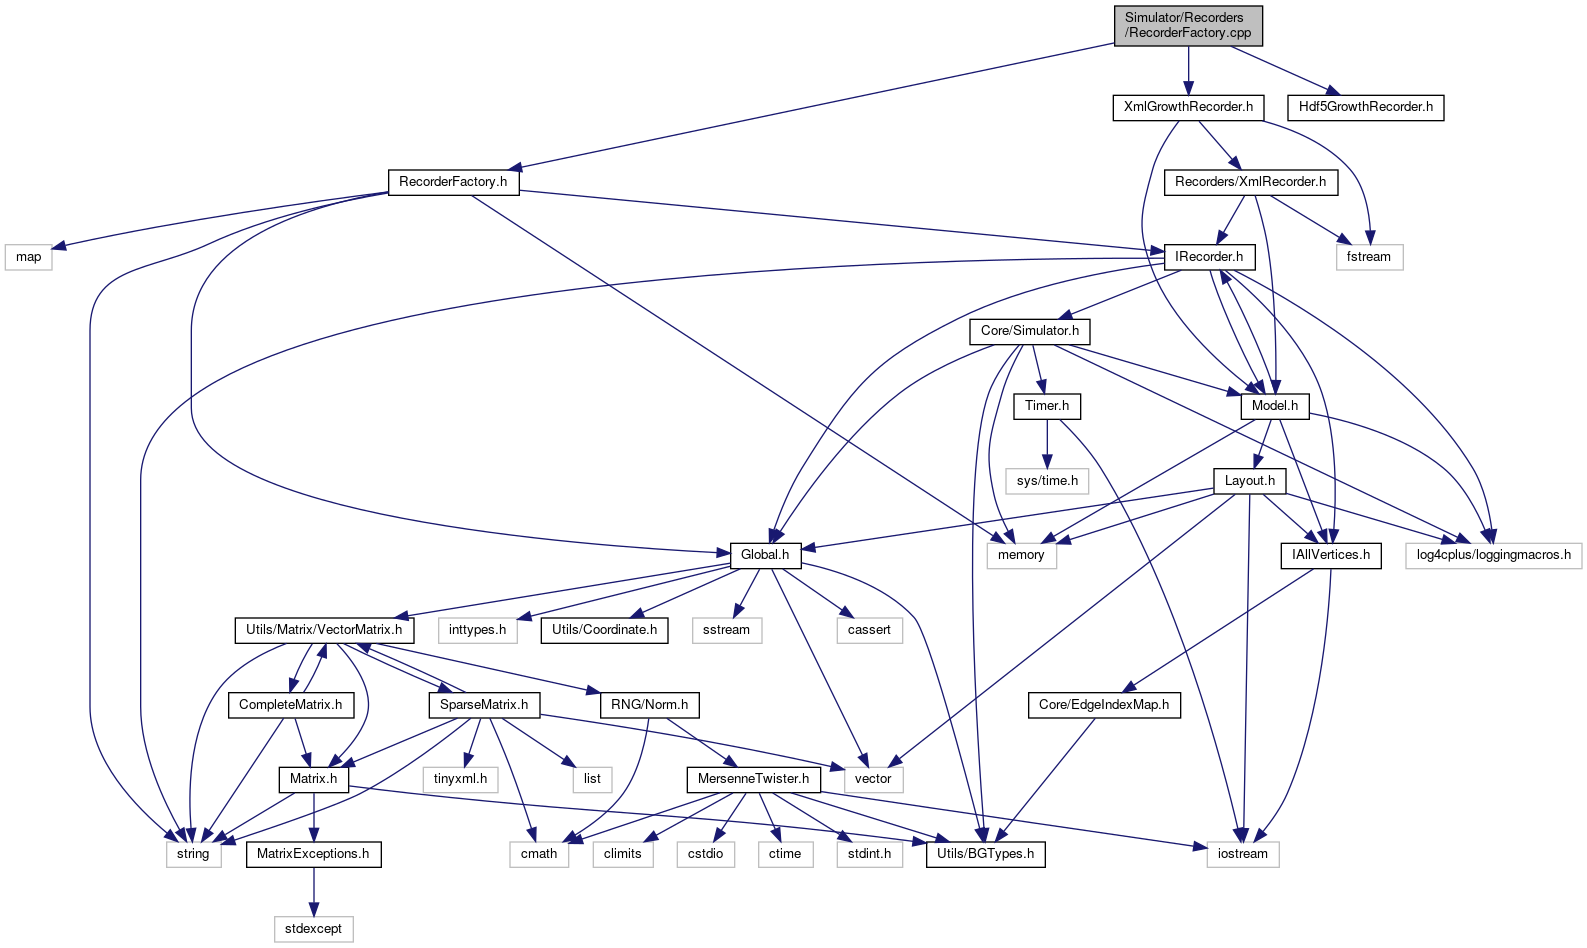 Simulator/Recorders
/RecorderFactory.cpp
XmlGrowthRecorder.h
Hdf5GrowthRecorder.h
RecorderFactory.h
Recorders/XmlRecorder.h
map
IRecorder.h
fstream
Core/Simulator.h
Timer.h
Model.h
sys/time.h
Layout.h
Global.h
memory
IAllVertices.h
log4cplus/loggingmacros.h
Utils/Matrix/VectorMatrix.h
inttypes.h
Utils/Coordinate.h
sstream
cassert
CompleteMatrix.h
SparseMatrix.h
RNG/Norm.h
Core/EdgeIndexMap.h
Matrix.h
tinyxml.h
list
MersenneTwister.h
vector
string
MatrixExceptions.h
cmath
climits
cstdio
ctime
stdint.h
Utils/BGTypes.h
iostream
stdexcept